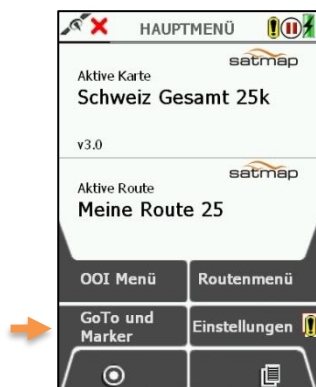 HAUPTMENÜ
satmap
Aktive Karte
Schweiz Gesamt 25k
v3.0
satmap
Aktive Route
Meine Route 25
OOI Menü Routenmenü
GoTo und
Marker
Einstellungen